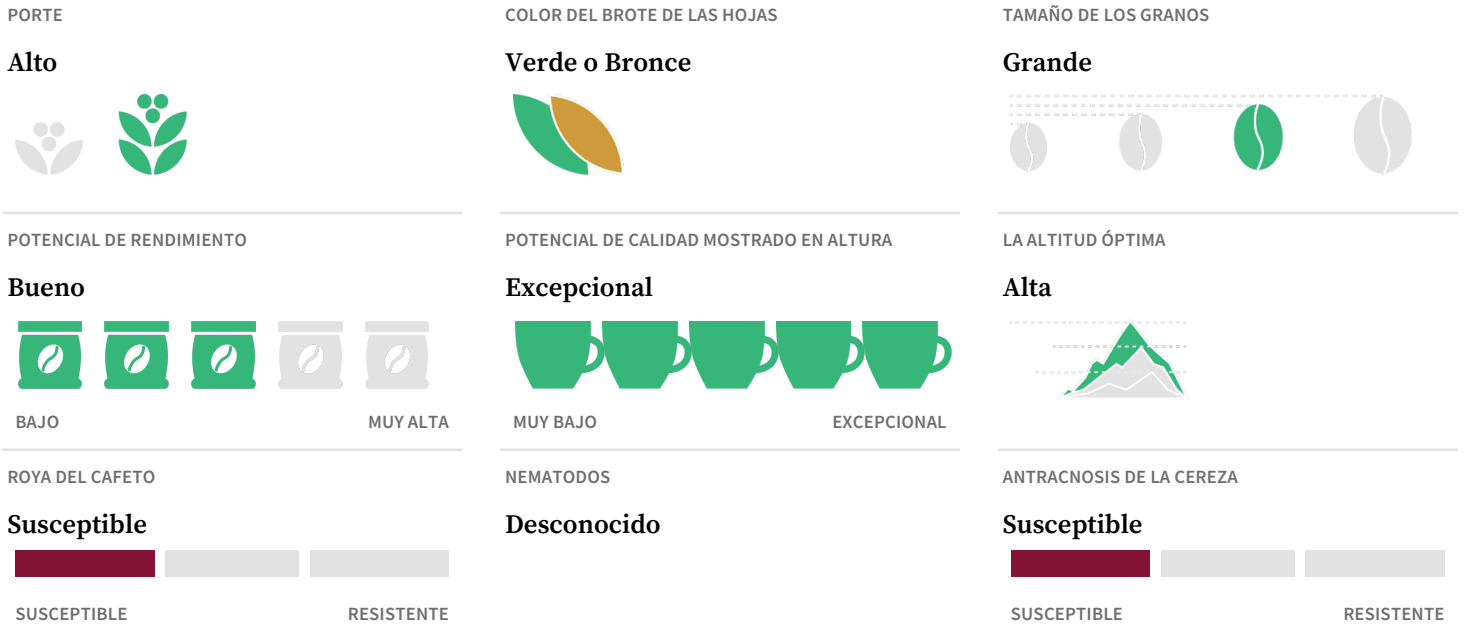 PORTE
Alto
COLOR DEL BROTE DE LAS HOJAS
Verde o Bronce
TAMAÑO DE LOS GRANOS
Grande
POTENCIAL DE RENDIMIENTO
Bueno
BAJO
MUY ALTA
POTENCIAL DE CALIDAD MOSTRADO EN ALTURA
Excepcional
MUY BAJO
EXCEPCIONAL
LA ALTITUD ÓPTIMA
Alta
ROYA DEL CAFETO
Susceptible
SUSCEPTIBLE
RESISTENTE
NEMATODOS
Desconocido
ANTRACNOSIS DE LA CEREZA
Susceptible
SUSCEPTIBLE
RESISTENTE